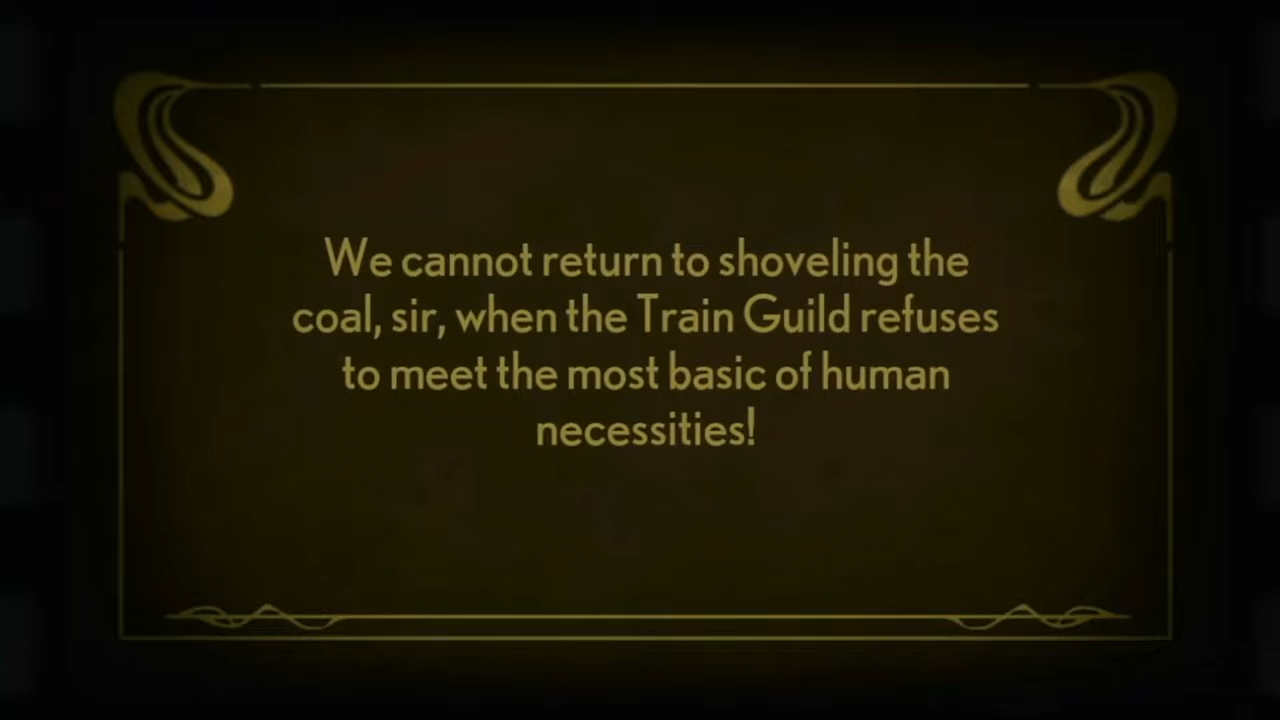 We cannot return to shoveling the
coal, sir, when the Train Guild refuses
to meet the most basic of human
necessities!